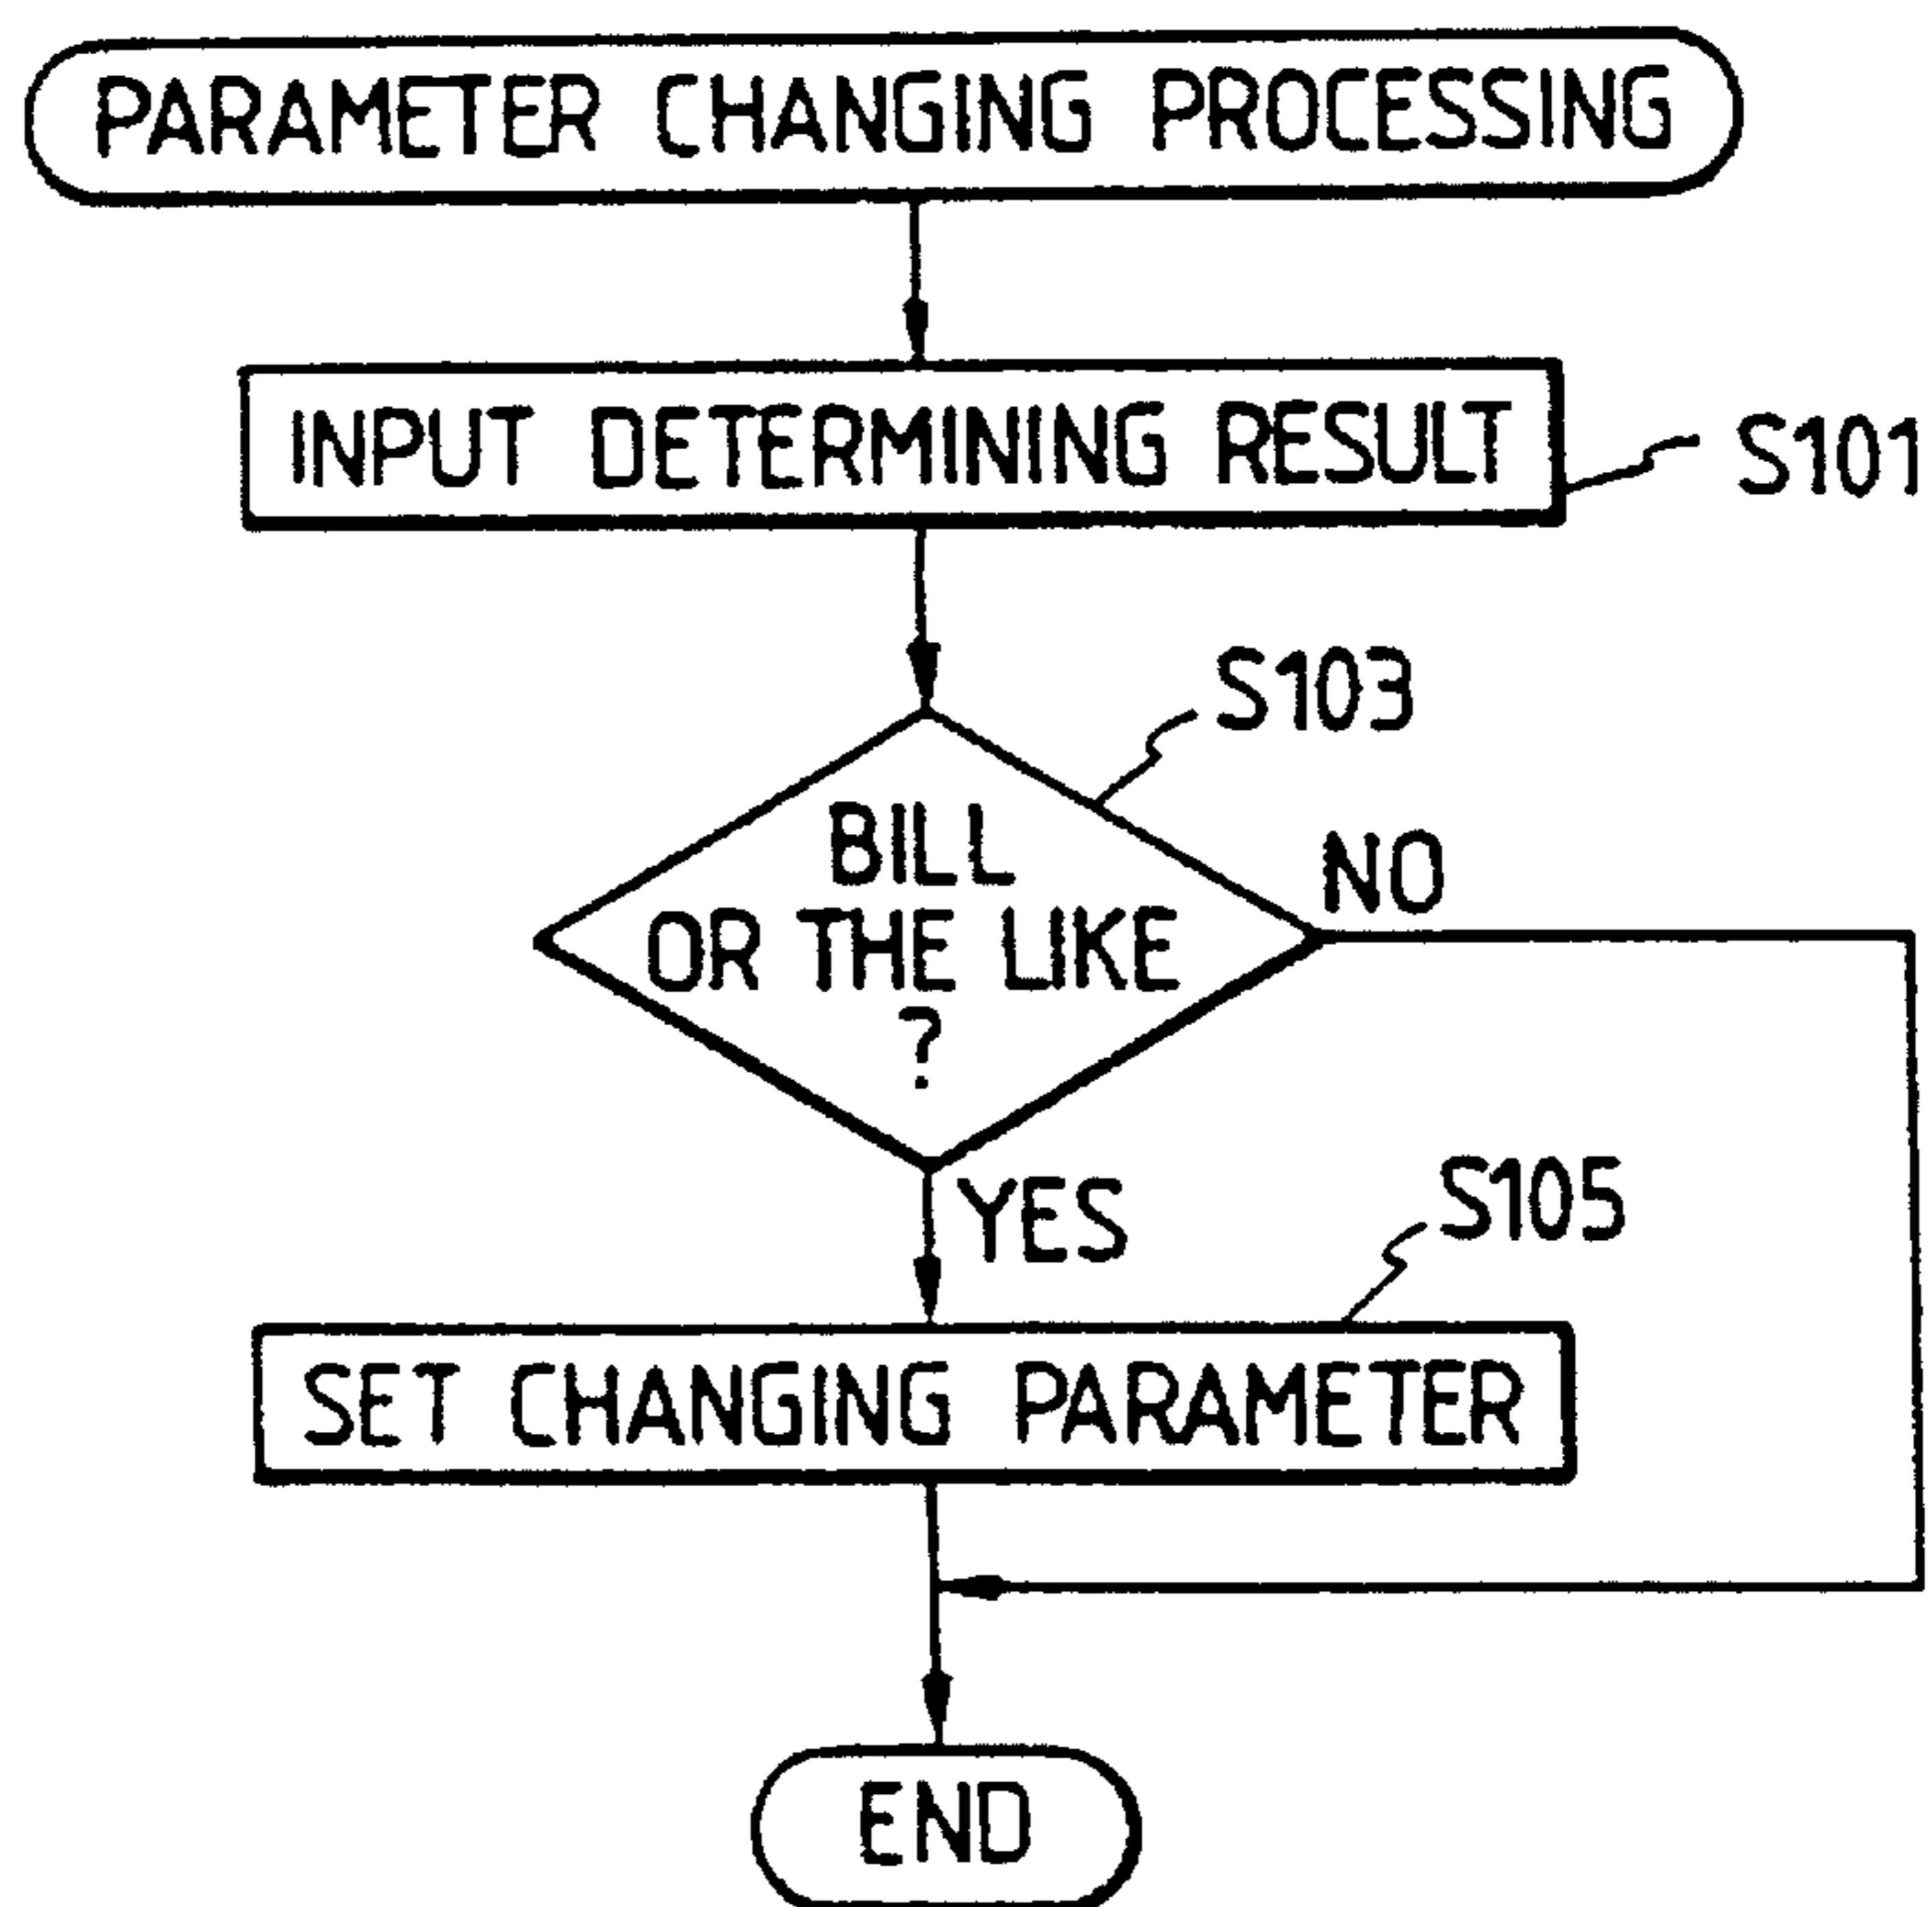 PARAMETER CHANGING PROCESSING
INPUT DETERMINING RESULT
S101
S103
BILL
OR THE LIKE
?
NO
YES
S105
SET CHANGING PARAMETER
END